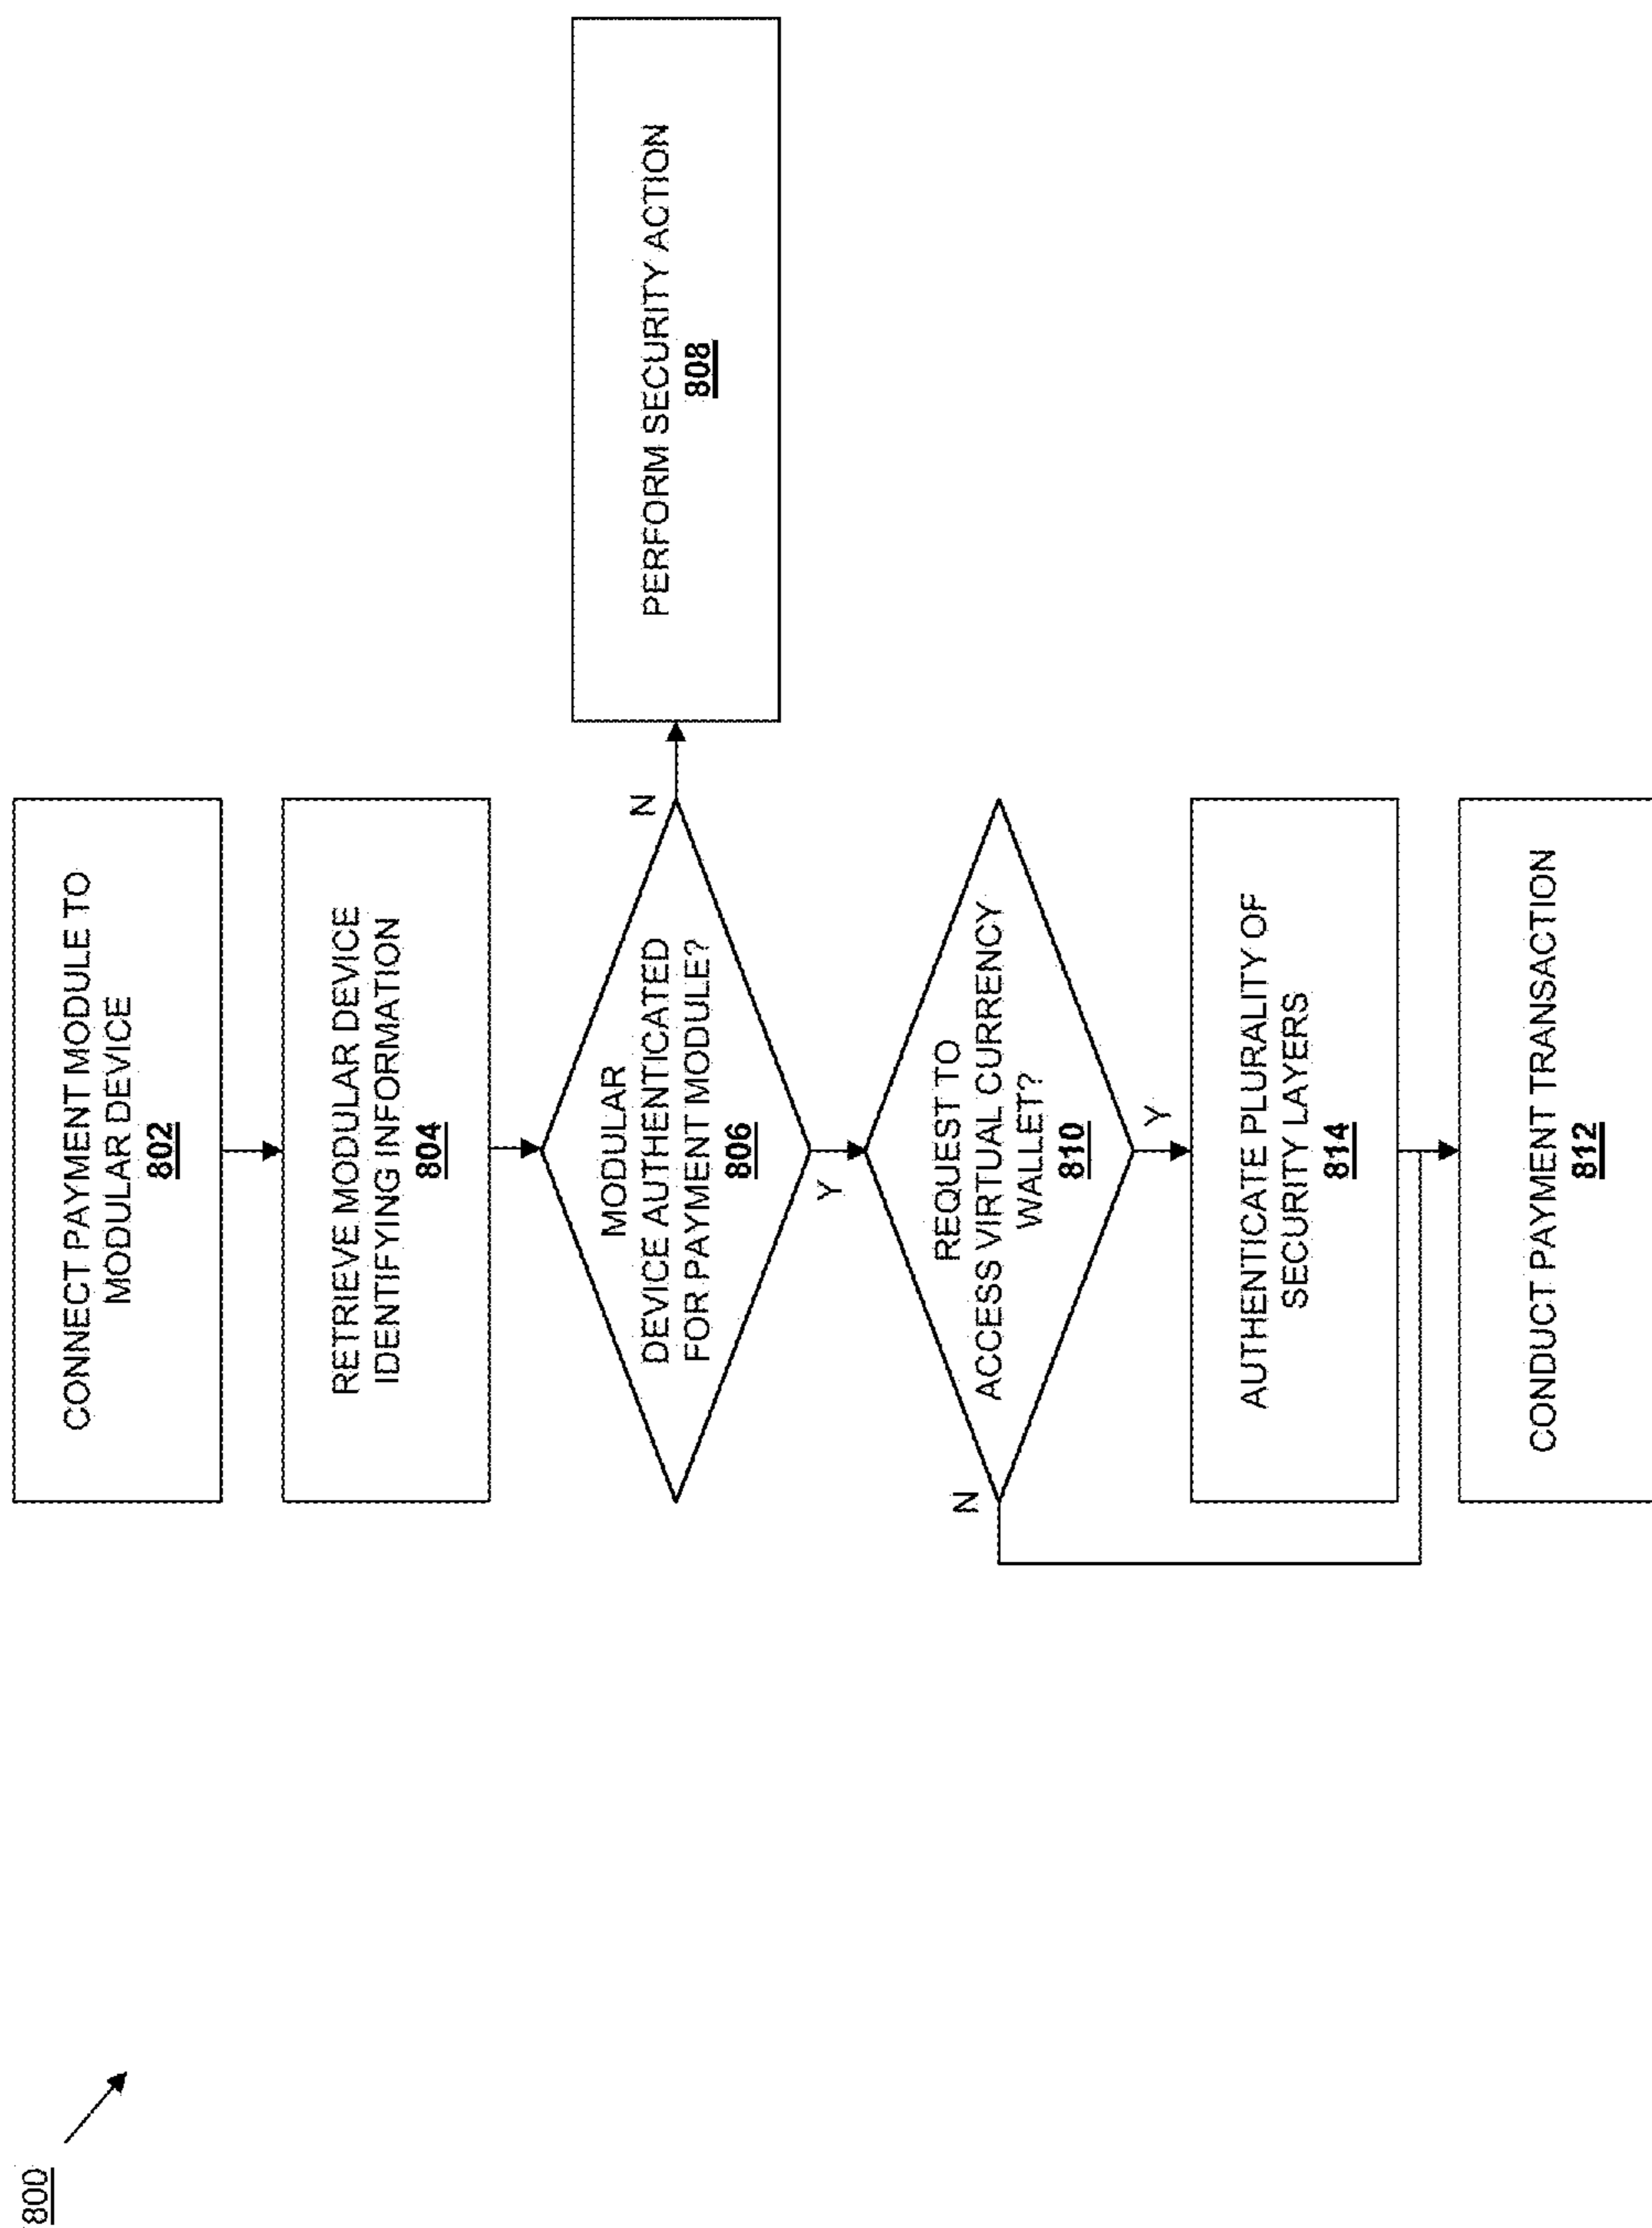 800
CONNECT PAYMENT MODULE TO
MODULAR DEVICE
802
RETRIEVE MODULAR DEVICE
IDENTIFYING INFORMATION
804
MODULAR
DEVICE AUTHENTICATED
FOR PAYMENT MODULE?
806
N
PERFORM SECURITY ACTION
808
Y
REQUEST TO
ACCESS VIRTUAL CURRENCY
WALLET?
810
N
Y
AUTHENTICATE PLURALITY OF
SECURITY LAYERS
814
CONDUCT PAYMENT TRANSACTION
812